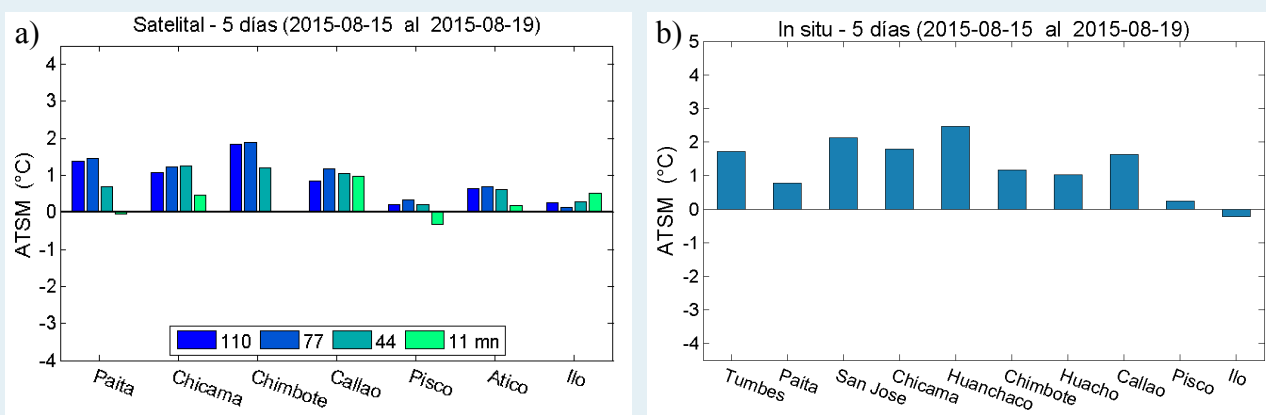 a)
Satelital - 5 días (2015-08-15 al 2015-08-19)
ATSM (°C)
4
3
2
1
0
-1
-2
-3
-4
110 77 44 11 mn
Paita Chicama Chimbote Callao Pisco Atico Ilo
b)
In situ - 5 días (2015-08-15 al 2015-08-19)
ATSM (°C)
5
4
3
2
1
0
-1
-2
-3
-4
Tumbes Paita San Jose Chicama Huanchaco Chimbote Huacho Callao Pisco Ilo